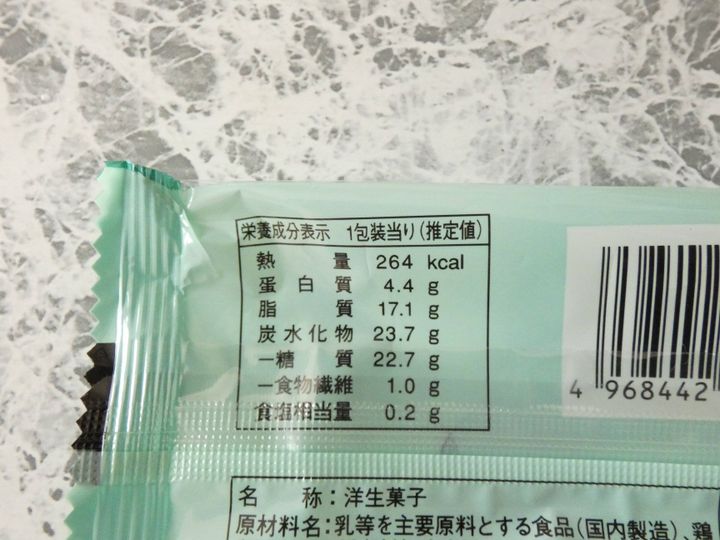 栄養成分表示 1包装当り(推定値)
熱量 264 kcal
蛋白質 4.4 g
脂質 17.1 g
炭水化物 23.7 g
−糖質 22.7 g
−食物繊維 1.0 g
食塩相当量 0.2 g
4 968442
名称:洋生菓子
原材料名:乳等を主要原料とする食品(国内製造)、鶏